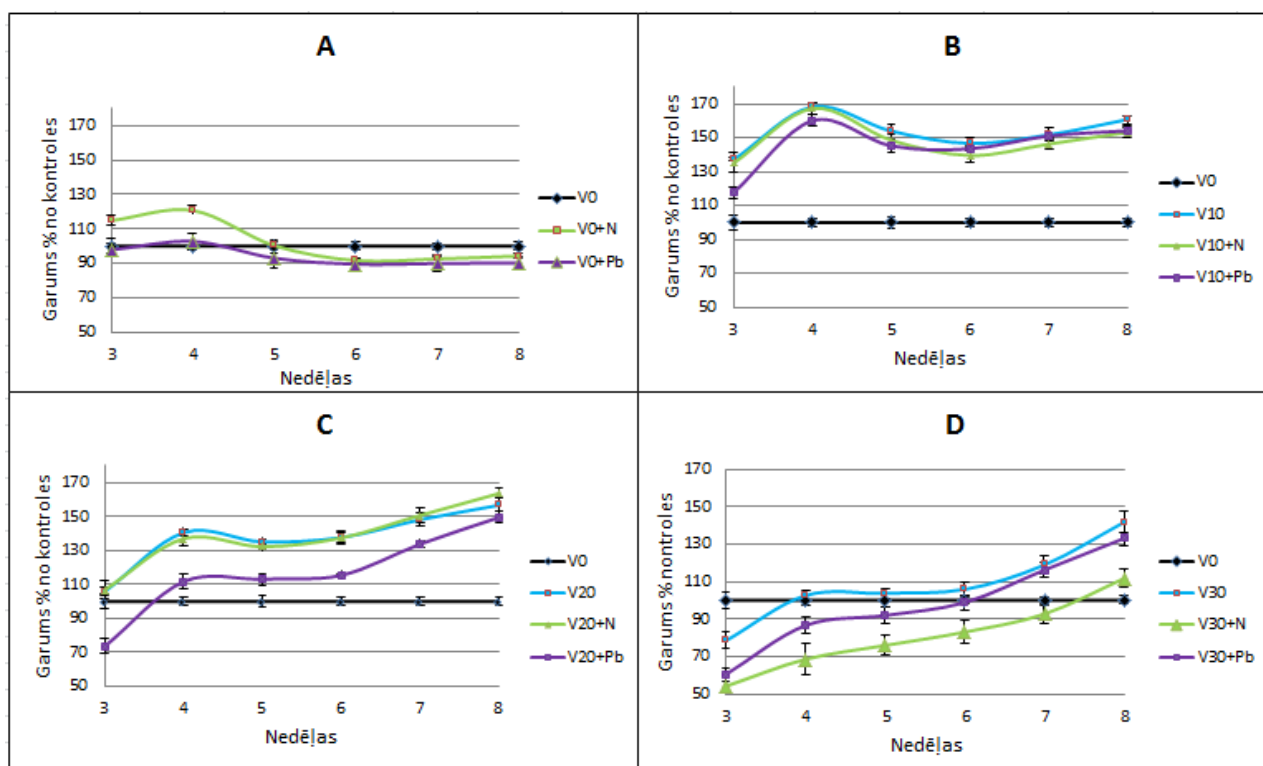 A
Garums % no kontroles
170
150
130
110
90
70
50
3 4 5 6 7 8
Nedēļas
V0
V0+N
V0+Pb
B
Garums % no kontroles
170
150
130
110
90
70
50
3 4 5 6 7 8
Nedēļas
V0
V10
V10+N
V10+Pb
C
Garums % no kontroles
170
150
130
110
90
70
50
3 4 5 6 7 8
Nedēļas
V0
V20
V20+N
V20+Pb
D
Garums % nontroles
170
150
130
110
90
70
50
3 4 5 6 7 8
Nedēļas
V0
V30
V30+N
V30+Pb